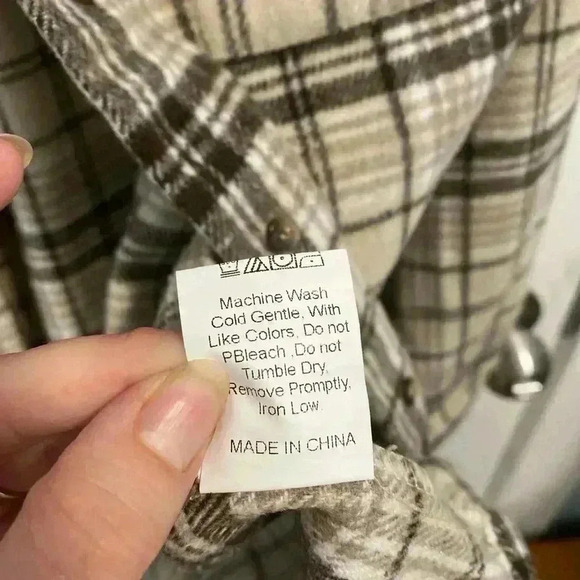 Machine Wash
Cold Gentle, With
Like Colors, Do not
PBleach ,Do not
Tumble Dry,
Remove Promptly,
Iron Low
MADE IN CHINA